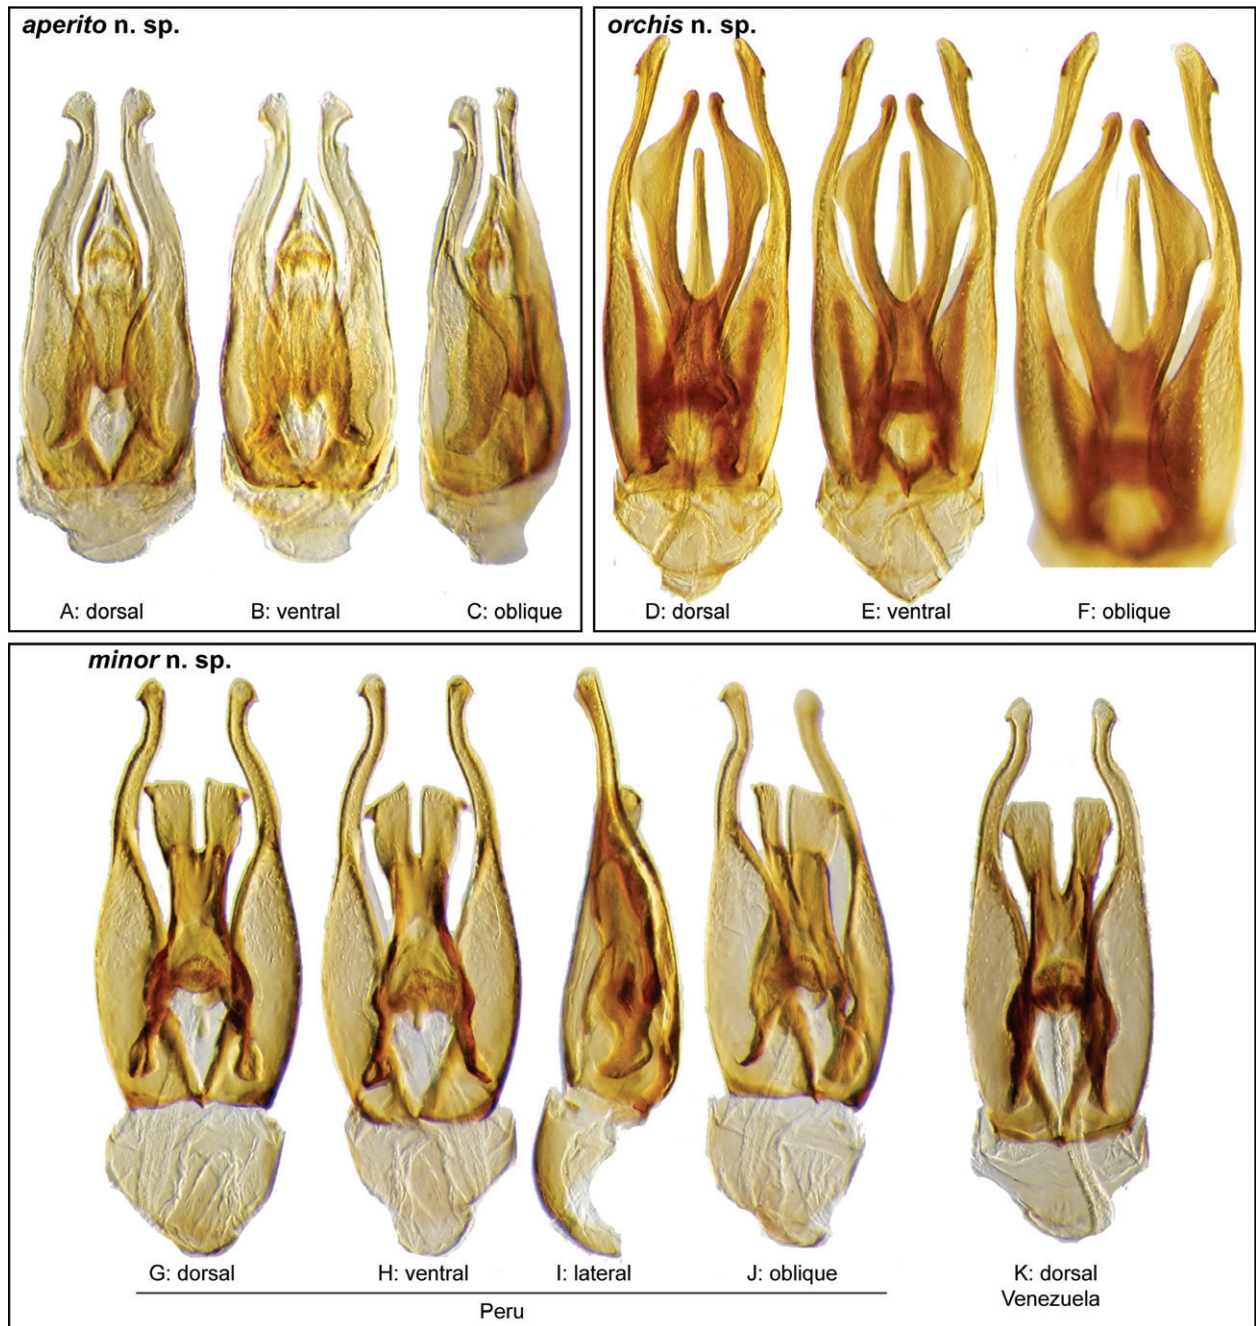 aperito n. sp.
A: dorsal
B: ventral
C: oblique
orchis n. sp.
D: dorsal
E: ventral
F: oblique
minor n. sp.
G: dorsal
H: ventral
I: lateral
J: oblique
Peru
K: dorsal
Venezuela